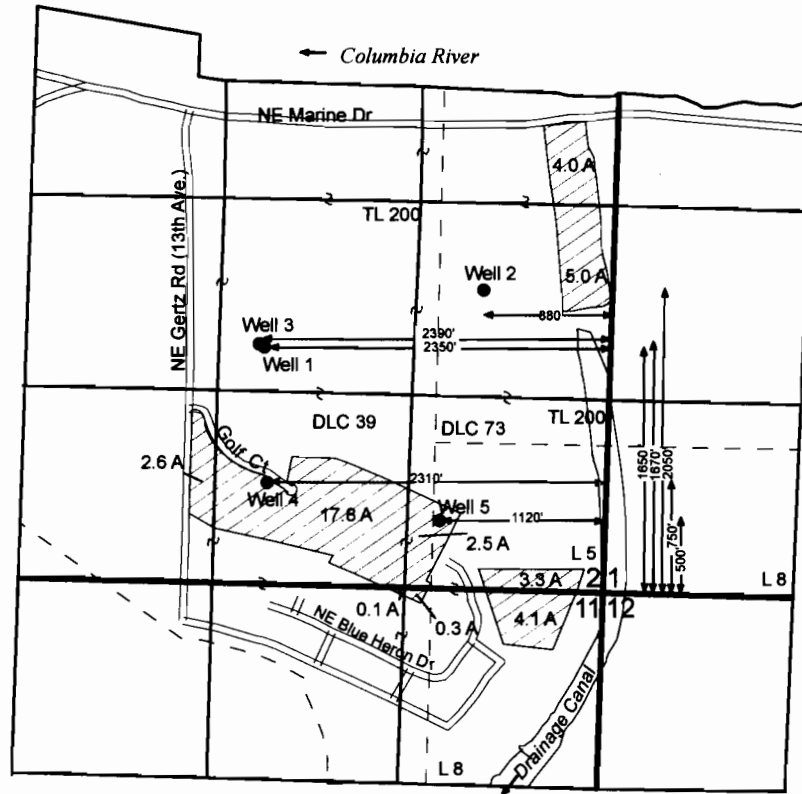 Columbia River
NE Marine Dr
4.0 A
TL 200
NE Gertz Rd (13th Ave.)
5.0 A
Well 2
880
Well 3
2390'
2350'
Well 1
DLC 39
DLC 73
TL 200
Golf Ct
2.6 A
2310'
Well 4
17.8 A
Well 5
1120'
2.5 A
1650
1670'
2050'
750'
500'
L 5
3.3 A
2 1
L 8
11 12
0.1 A
0.3 A
4.1 A
NE Blue Heron Dr
Drainage Canal
L 8